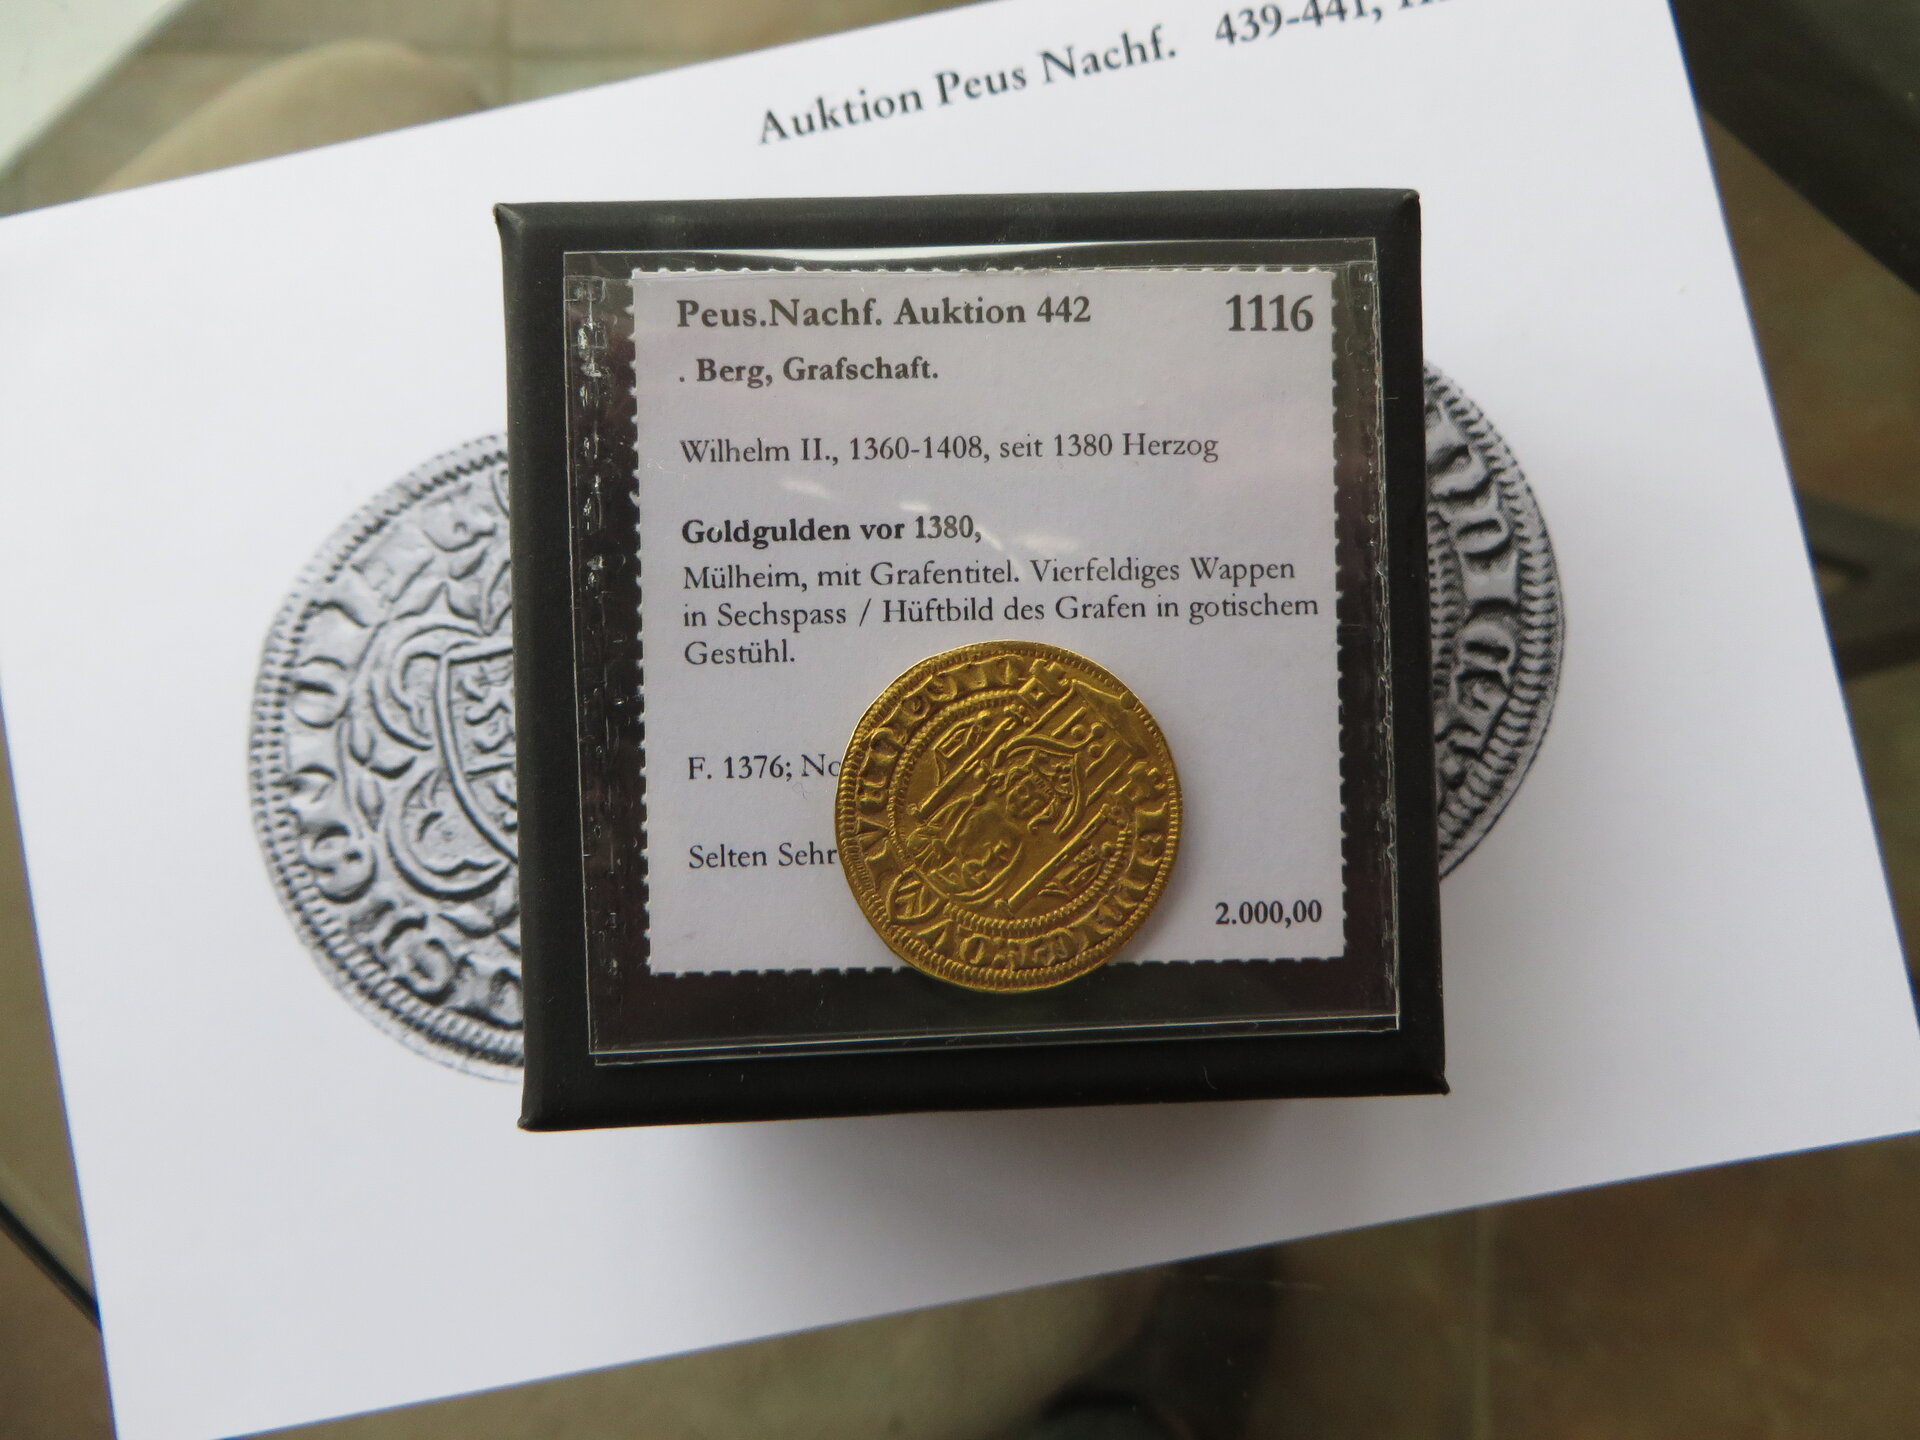 Auktion Peus Nachf. 439-441,
Peus.Nachf. Auktion 442 1116
. Berg, Grafschaft.
Wilhelm II., 1360-1408, seit 1380 Herzog
Goldgulden vor 1380,
Mülheim, mit Grafentitel. Vierfeldiges Wappen
in Sechspass / Hüftbild des Grafen in gotischem
Gestühl.
F. 1376;
Selten Sehr
2.000,00